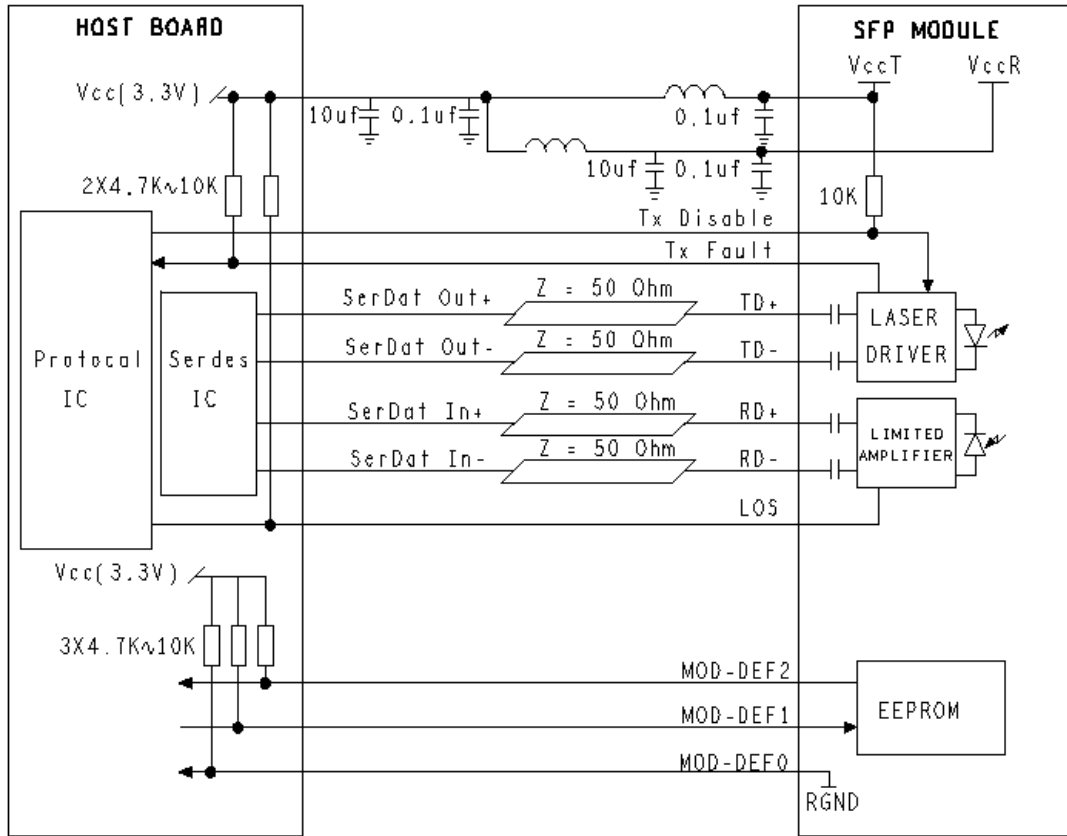 HOST BOARD
SFP MODULE
VccT
VccR
Vcc(3.3V)
10uf
0.1uf
0.1uf
10uf
0.1uf
2X4.7K~10K
10K
Tx Disable
Tx Fault
Protocal
IC
Serdes
IC
SerDat Out+
Z = 50 Ohm
TD+
SerDat Out-
Z = 50 Ohm
TD-
LASER
DRIVER
SerDat In+
Z = 50 Ohm
RD+
SerDat In-
Z = 50 Ohm
RD-
LIMITED
AMPLIFIER
LOS
Vcc(3.3V)
3X4.7K~10K
MOD-DEF2
MOD-DEF1
MOD-DEF0
EEPROM
RGND